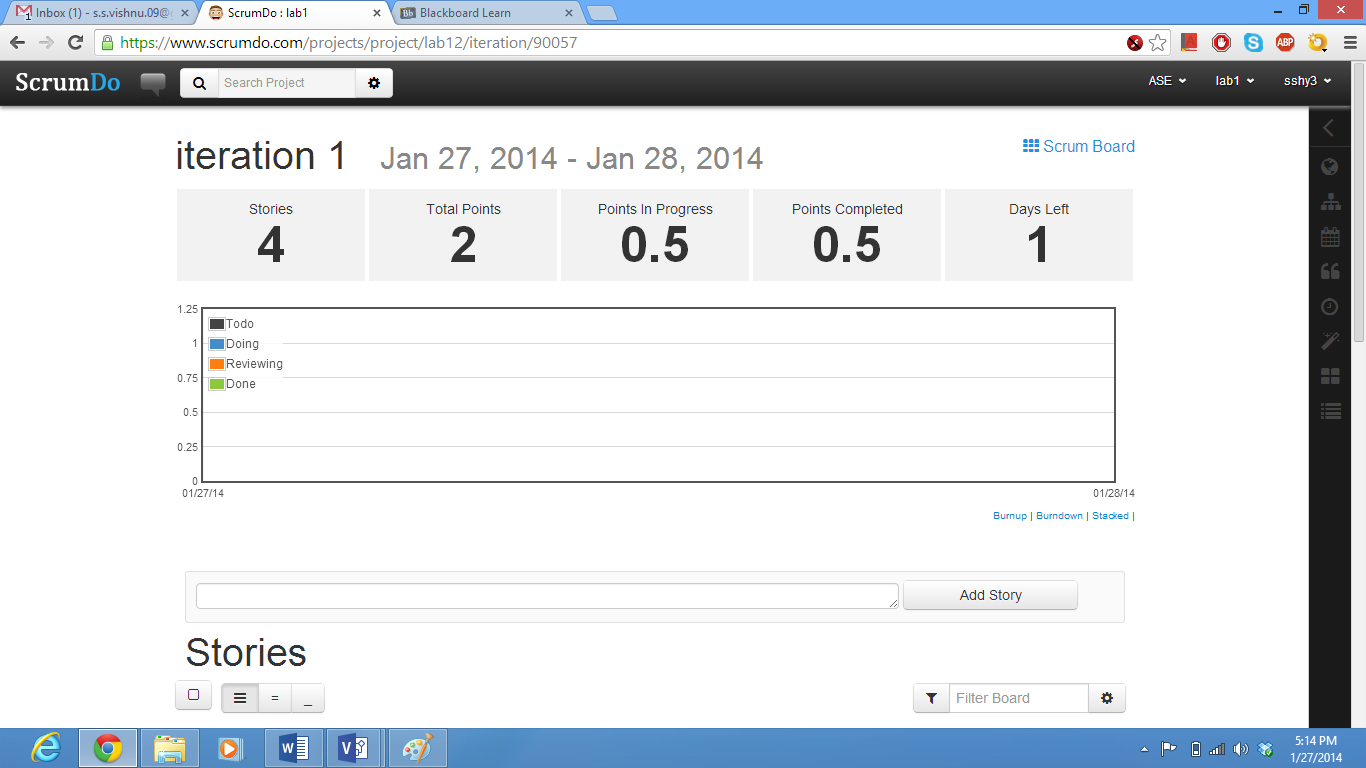 Inbox (1) - s.s.vishnu.09@
ScrumDo : lab1
Blackboard Learn
https://www.scrumdo.com/projects/project/lab12/iteration/90057
ScrumDo
Search Project
ASE
lab1
sshy3
iteration 1 Jan 27, 2014 - Jan 28, 2014
Scrum Board
Stories
4
Total Points
2
Points In Progress
0.5
Points Completed
0.5
Days Left
1
1.25
1
0.75
0.5
0.25
0
Todo
Doing
Reviewing
Done
01/27/14
01/28/14
Burnup | Burndown | Stacked |
Add Story
Stories
Filter Board
ABP
5:14 PM
1/27/2014